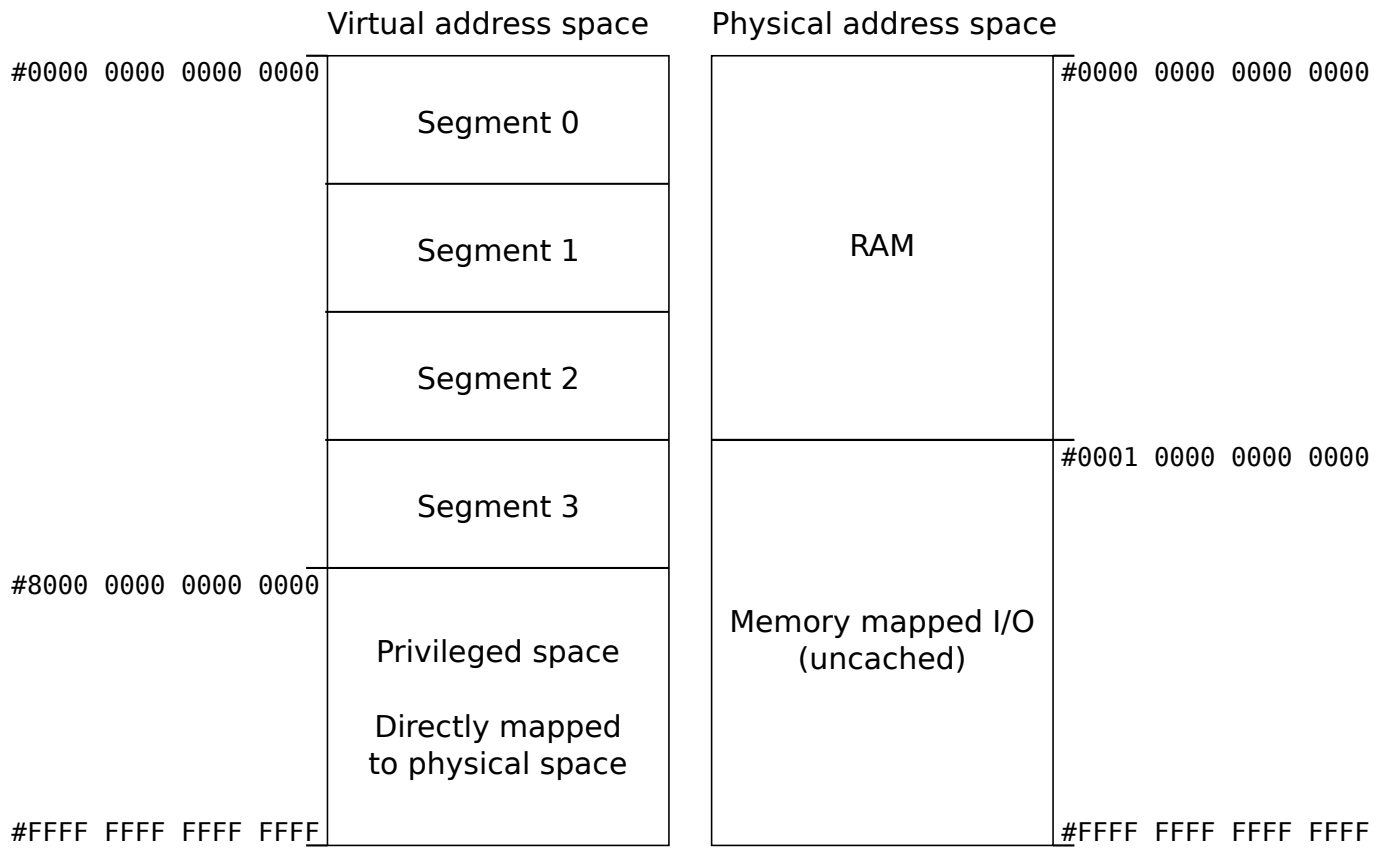 Virtual address space
Physical address space
#0000 0000 0000 0000
#0000 0000 0000 0000
Segment 0
Segment 1
RAM
Segment 2
Segment 3
#0001 0000 0000 0000
#8000 0000 0000 0000
Privileged space
Directly mapped
to physical space
Memory mapped I/O
(uncached)
#FFFF FFFF FFFF FFFF
#FFFF FFFF FFFF FFFF